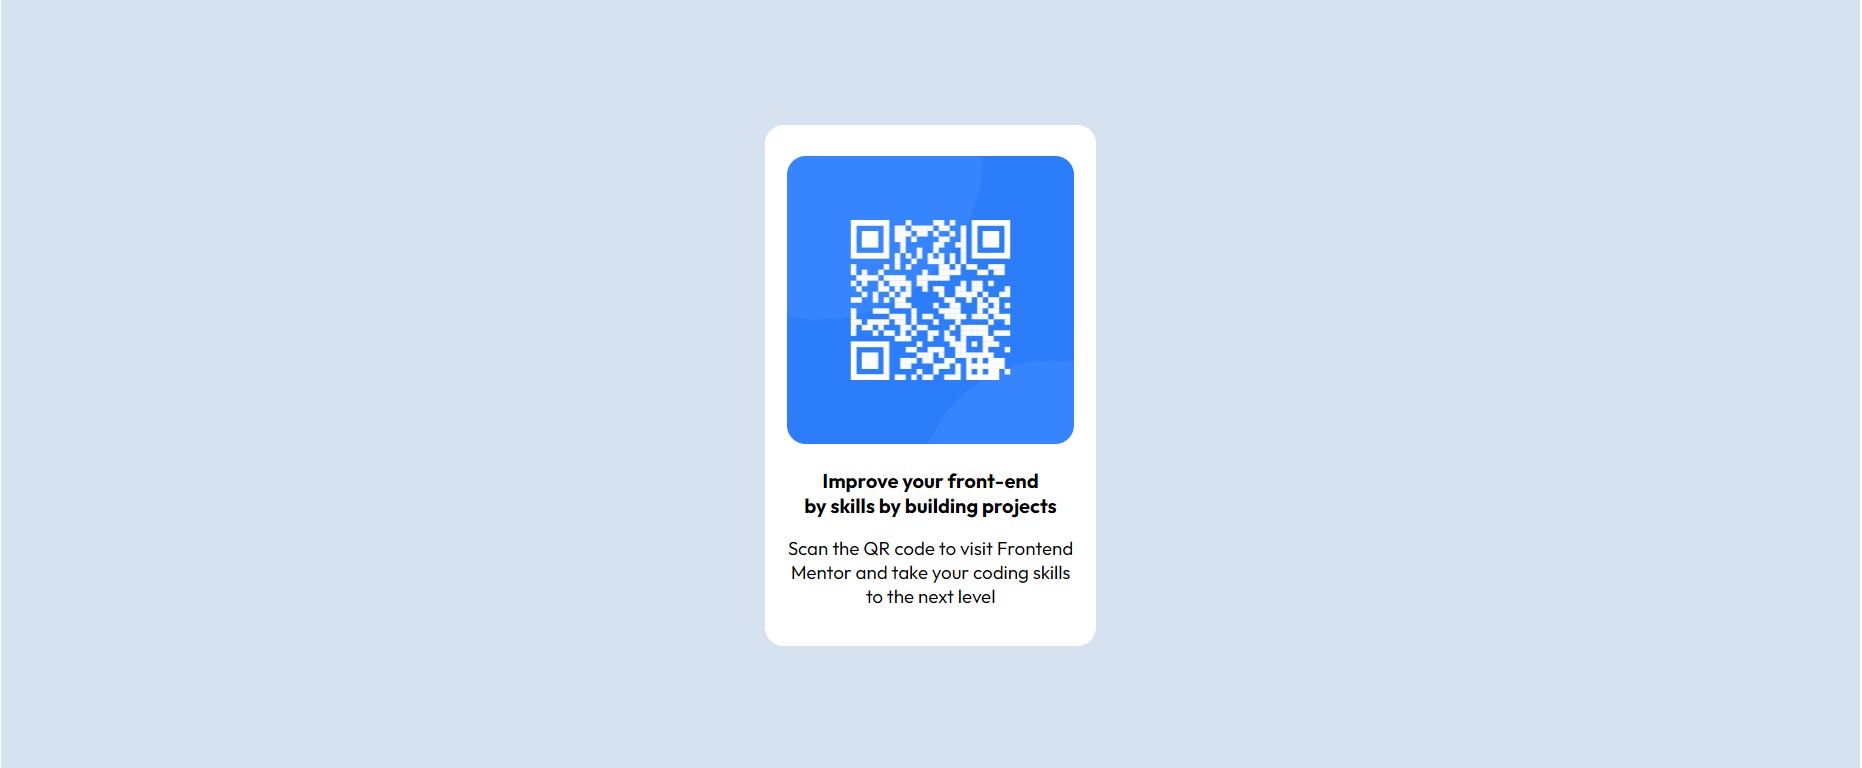 Improve your front-end
by skills by building projects
Scan the QR code to visit Frontend
Mentor and take your coding skills
to the next level